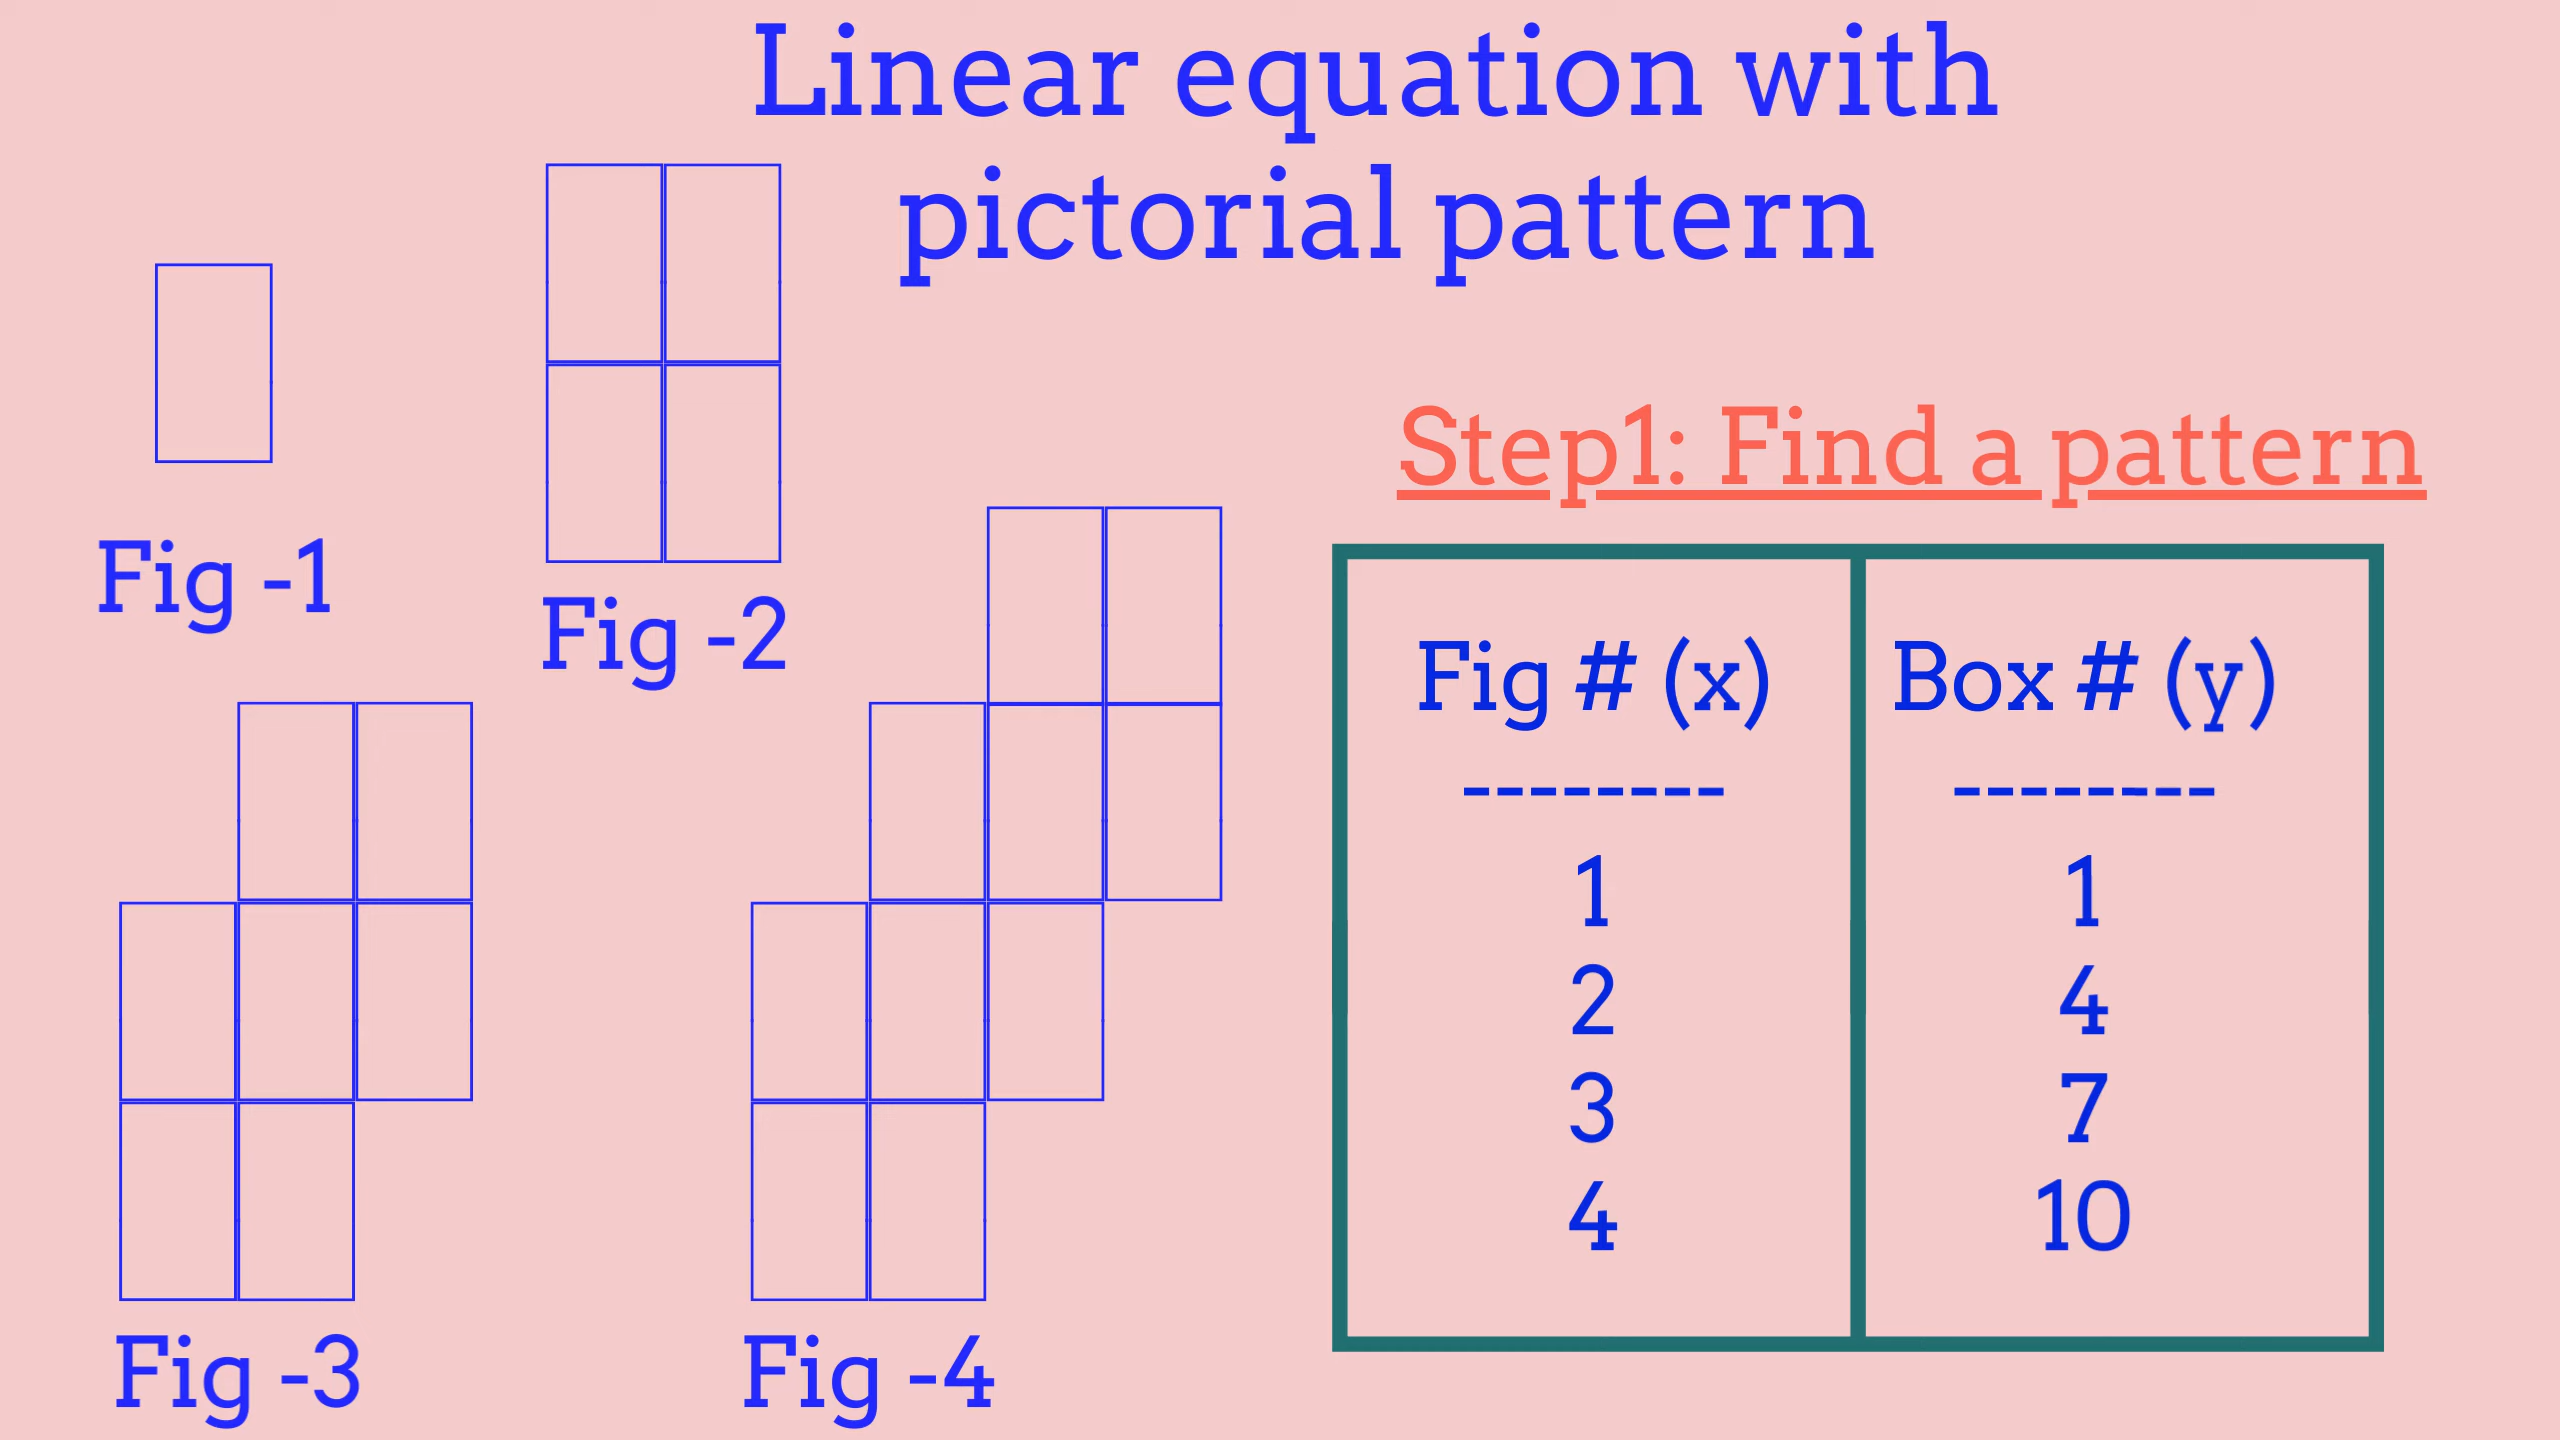 Linear equation with
pictorial pattern
Fig -1
Fig -2
Fig -3
Fig -4
Step1: Find a pattern
Fig # (x) Box # (y)
-------- --------
1 1
2 4
3 7
4 10